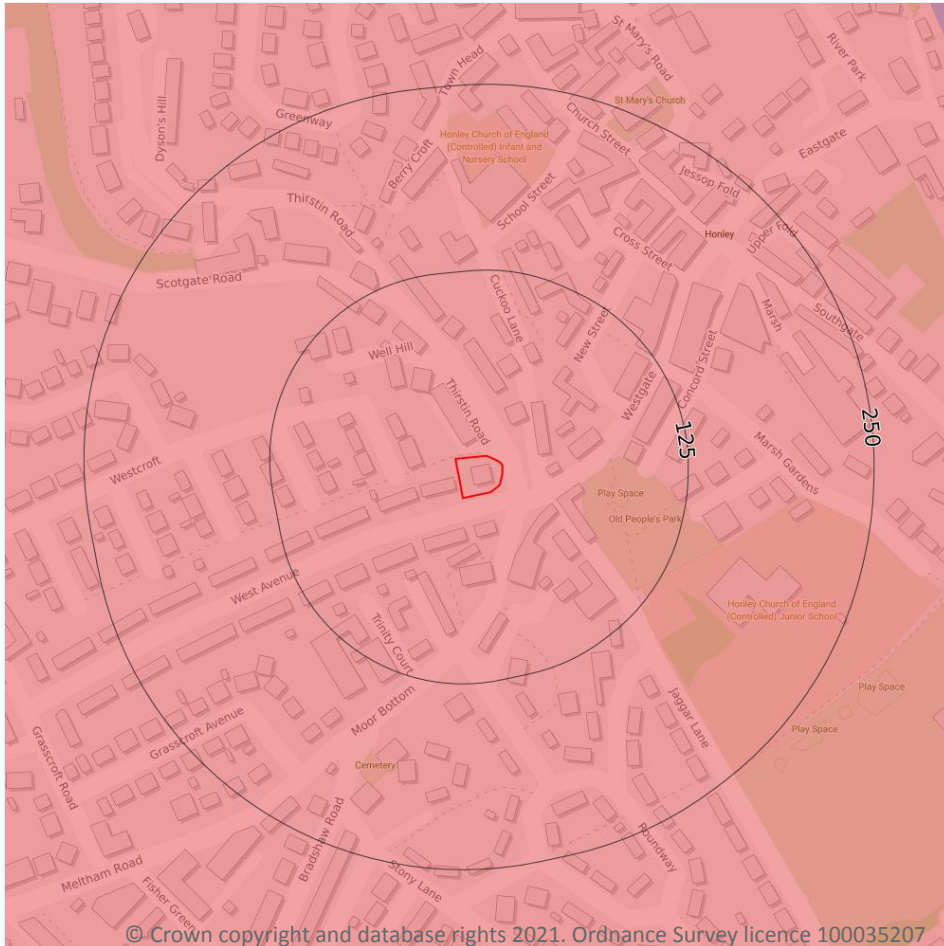 St Mary's Road
River Park
Town Head
Dyson's Hill
Greenway
St Mary's Church
Church Street
Eastgate
Honley Church of England
(Controlled) Infant and
Nursery School
Berry Croft
Jessop Fold
School Street
Thirstin Road
Honley
Upper Fold
Cross Street
Scotgate Road
Cuckoo Lane
Marsh
Southgate
New Street
Well Hill
Concord Street
Westgate
Thirstin Road
125
250
Westcroft
Marsh Gardens
Play Space
Old People's Park
West Avenue
Honley Church of England
(Controlled) Junior School
Trinity Court
Play Space
Jaggar Lane
Moor Bottom
Grasscroft Avenue
Play Space
Grasscroft Road
Cemetery
Bradshaw Road
Roundway
Meltham Road
Stony Lane
Fisher Green
© Crown copyright and database rights 2021. Ordnance Survey licence 100035207